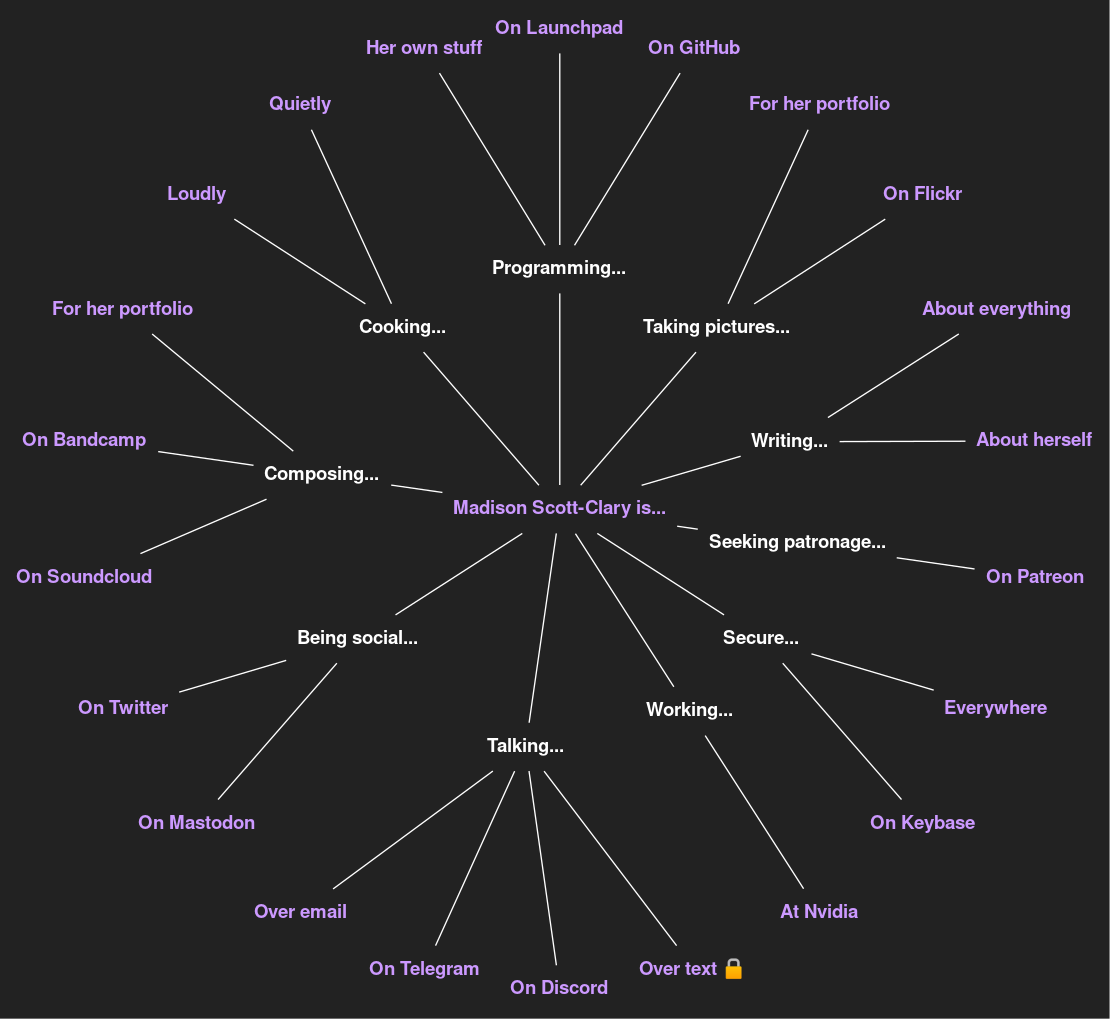 On Launchpad
Her own stuff
On GitHub
Quietly
For her portfolio
Loudly
On Flickr
Programming...
For her portfolio
Cooking...
Taking pictures...
About everything
On Bandcamp
Writing...
About herself
Composing...
Madison Scott-Clary is...
Seeking patronage...
On Soundcloud
On Patreon
Being social...
Secure...
On Twitter
Working...
Everywhere
Talking...
On Mastodon
On Keybase
Over email
At Nvidia
On Telegram
Over text 🔒
On Discord